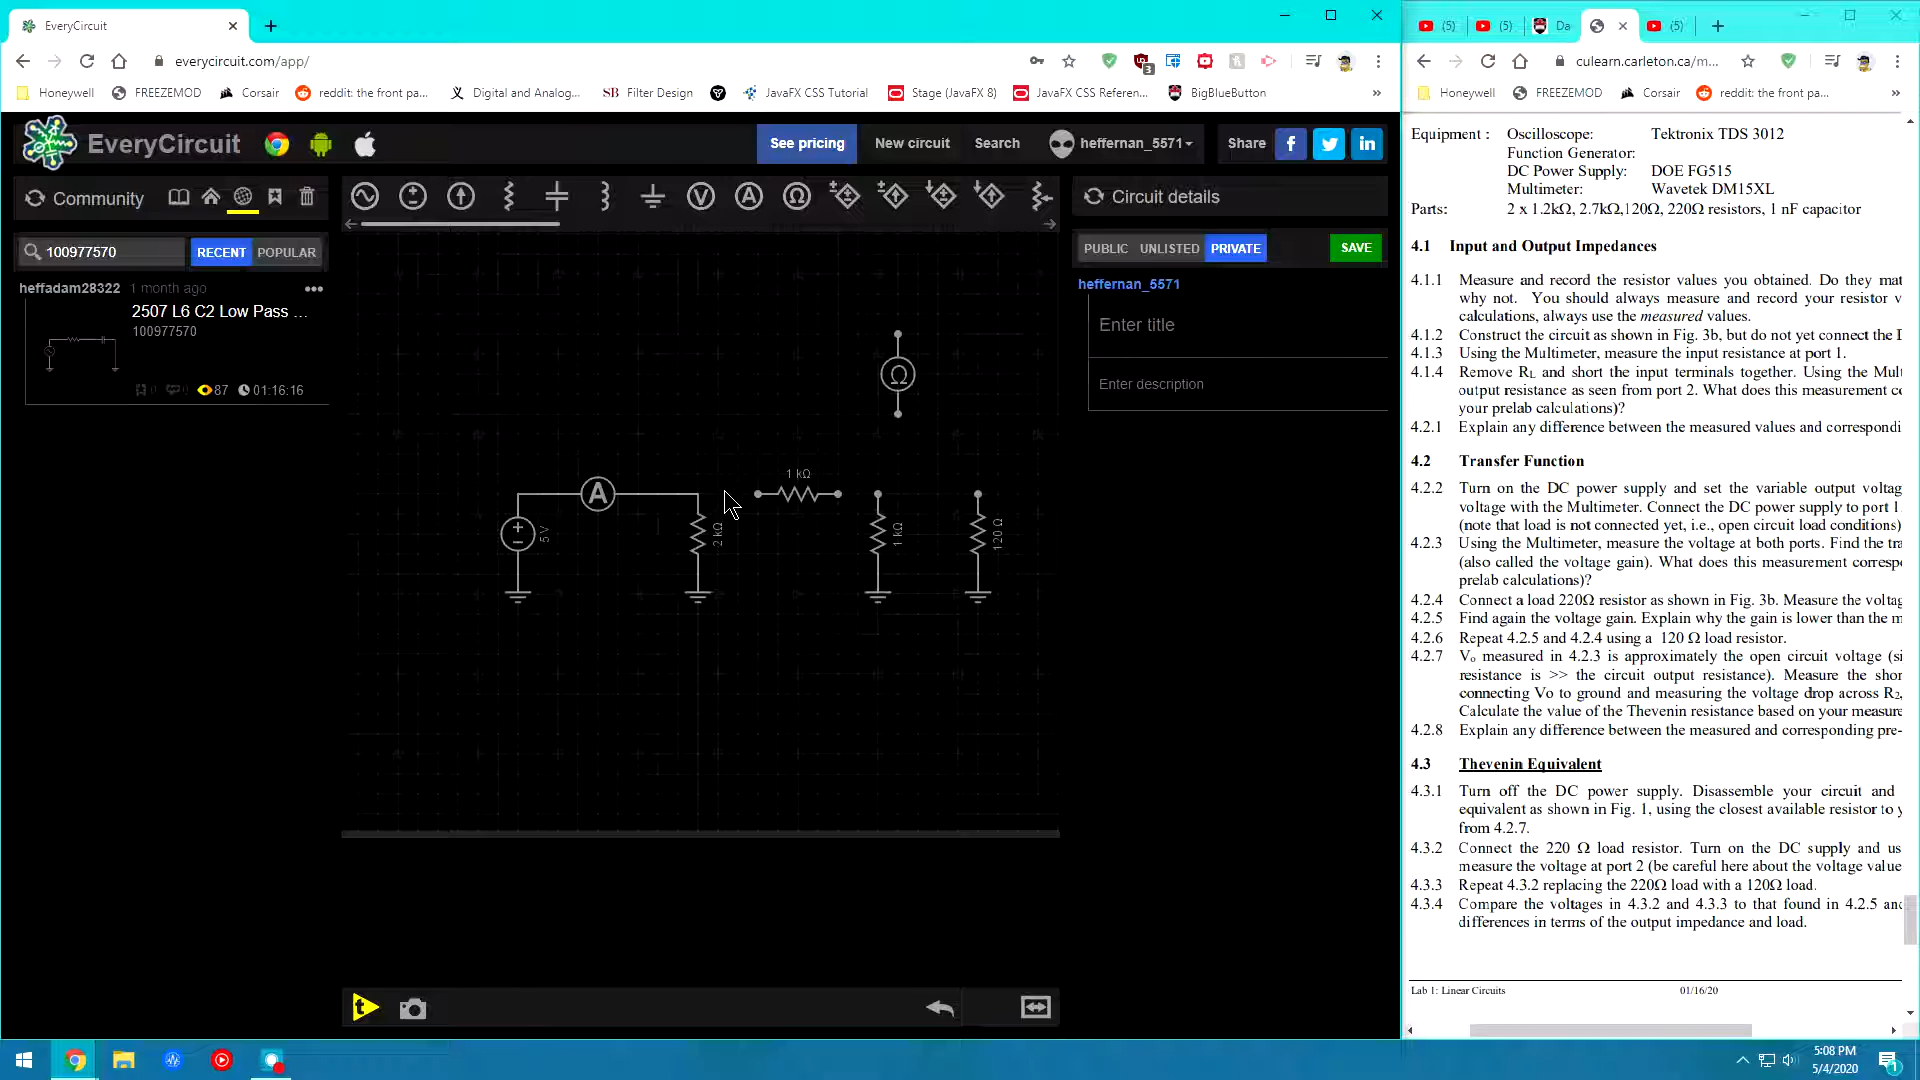 EveryCircuit
everycircuit.com/app/
3
Honeywell
FREEZEMOD
Corsair
reddit: the front pa...
Digital and Analog...
SB Filter Design
JavaFX CSS Tutorial
Stage (JavaFX 8)
JavaFX CSS Referen...
BigBlueButton
»
EveryCircuit
See pricing
New circuit
Search
heffernan_5571
Share
Community
100977570
RECENT
POPULAR
heffadam28322 1 month ago
2507 L6 C2 Low Pass ...
100977570
0
0
87
01:16:16
V
A
Ω
Ω
1 kΩ
A
5 V
2 kΩ
1 kΩ
120 Ω
t
Circuit details
PUBLIC
UNLISTED
PRIVATE
SAVE
heffernan_5571
Enter title
Enter description
(5)
(5)
Da
(5)
culearn.carleton.ca/m...
Honeywell
FREEZEMOD
Corsair
reddit: the front pa...
»
Equipment : Oscilloscope: Tektronix TDS 3012
Function Generator:
DC Power Supply: DOE FG515
Multimeter: Wavetek DM15XL
Parts: 2 x 1.2kΩ, 2.7kΩ,120Ω, 220Ω resistors, 1 nF capacitor
4.1 Input and Output Impedances
4.1.1 Measure and record the resistor values you obtained. Do they mat
why not. You should always measure and record your resistor v
calculations, always use the measured values.
4.1.2 Construct the circuit as shown in Fig. 3b, but do not yet connect the D
4.1.3 Using the Multimeter, measure the input resistance at port 1.
4.1.4 Remove RL and short the input terminals together. Using the Mul
output resistance as seen from port 2. What does this measurement co
your prelab calculations)?
4.2.1 Explain any difference between the measured values and correspondi
4.2 Transfer Function
4.2.2 Turn on the DC power supply and set the variable output voltag
voltage with the Multimeter. Connect the DC power supply to port 1
(note that load is not connected yet, i.e., open circuit load conditions)
4.2.3 Using the Multimeter, measure the voltage at both ports. Find the tra
(also called the voltage gain). What does this measurement correspo
prelab calculations)?
4.2.4 Connect a load 220Ω resistor as shown in Fig. 3b. Measure the voltag
4.2.5 Find again the voltage gain. Explain why the gain is lower than the m
4.2.6 Repeat 4.2.5 and 4.2.4 using a 120 Ω load resistor.
4.2.7 Vo measured in 4.2.3 is approximately the open circuit voltage (si
resistance is >> the circuit output resistance). Measure the shor
connecting Vo to ground and measuring the voltage drop across R2,
Calculate the value of the Thevenin resistance based on your measure
4.2.8 Explain any difference between the measured and corresponding pre-
4.3 Thevenin Equivalent
4.3.1 Turn off the DC power supply. Disassemble your circuit and
equivalent as shown in Fig. 1, using the closest available resistor to y
from 4.2.7.
4.3.2 Connect the 220 Ω load resistor. Turn on the DC supply and us
measure the voltage at port 2 (be careful here about the voltage value
4.3.3 Repeat 4.3.2 replacing the 220Ω load with a 120Ω load.
4.3.4 Compare the voltages in 4.3.2 and 4.3.3 to that found in 4.2.5 and
differences in terms of the output impedance and load.
Lab 1: Linear Circuits 01/16/20
5:08 PM
5/4/2020
1